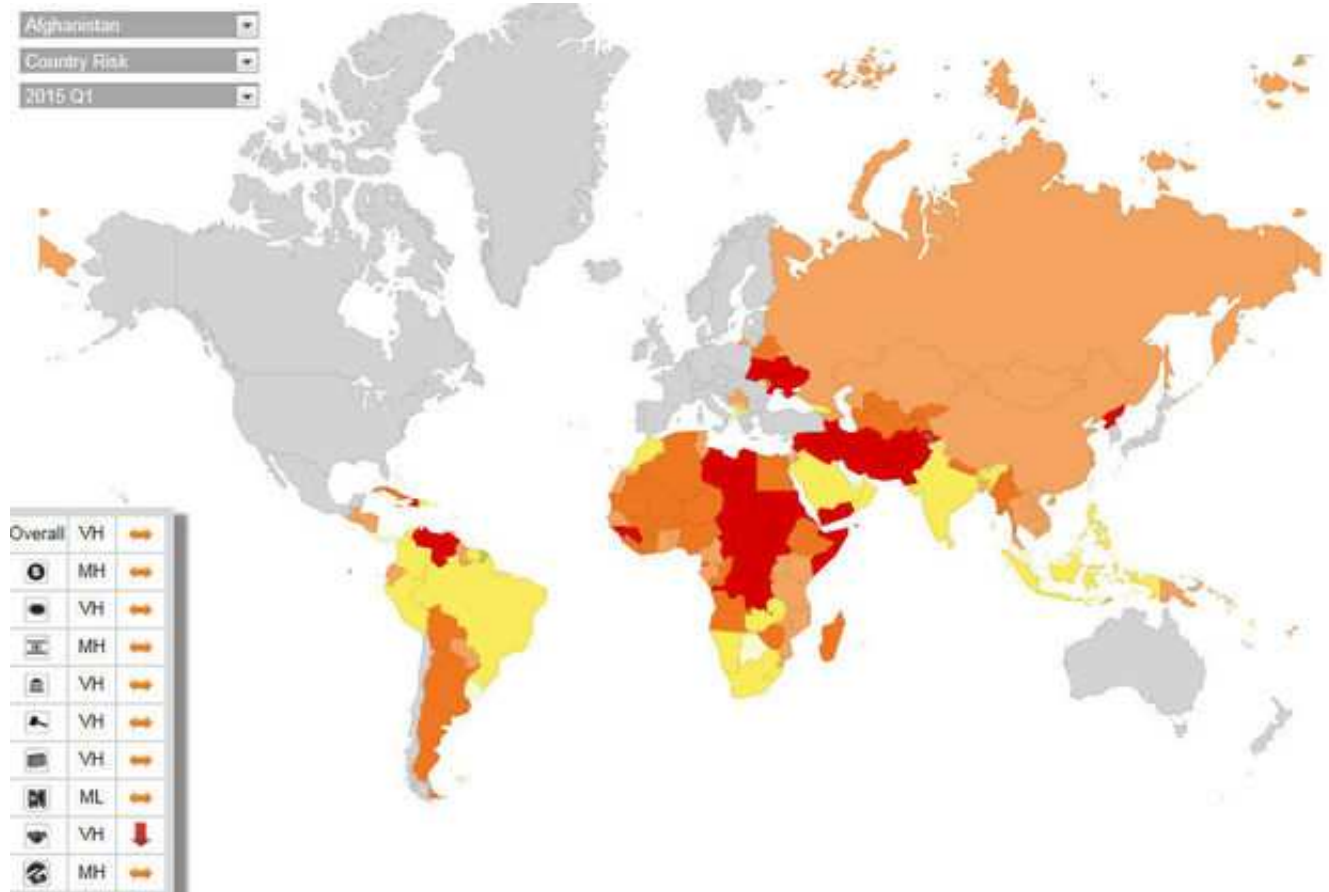 Afghanistan
Country Risk
2015 Q1
Overall VH
MH
VH
MH
VH
VH
VH
ML
VH
MH